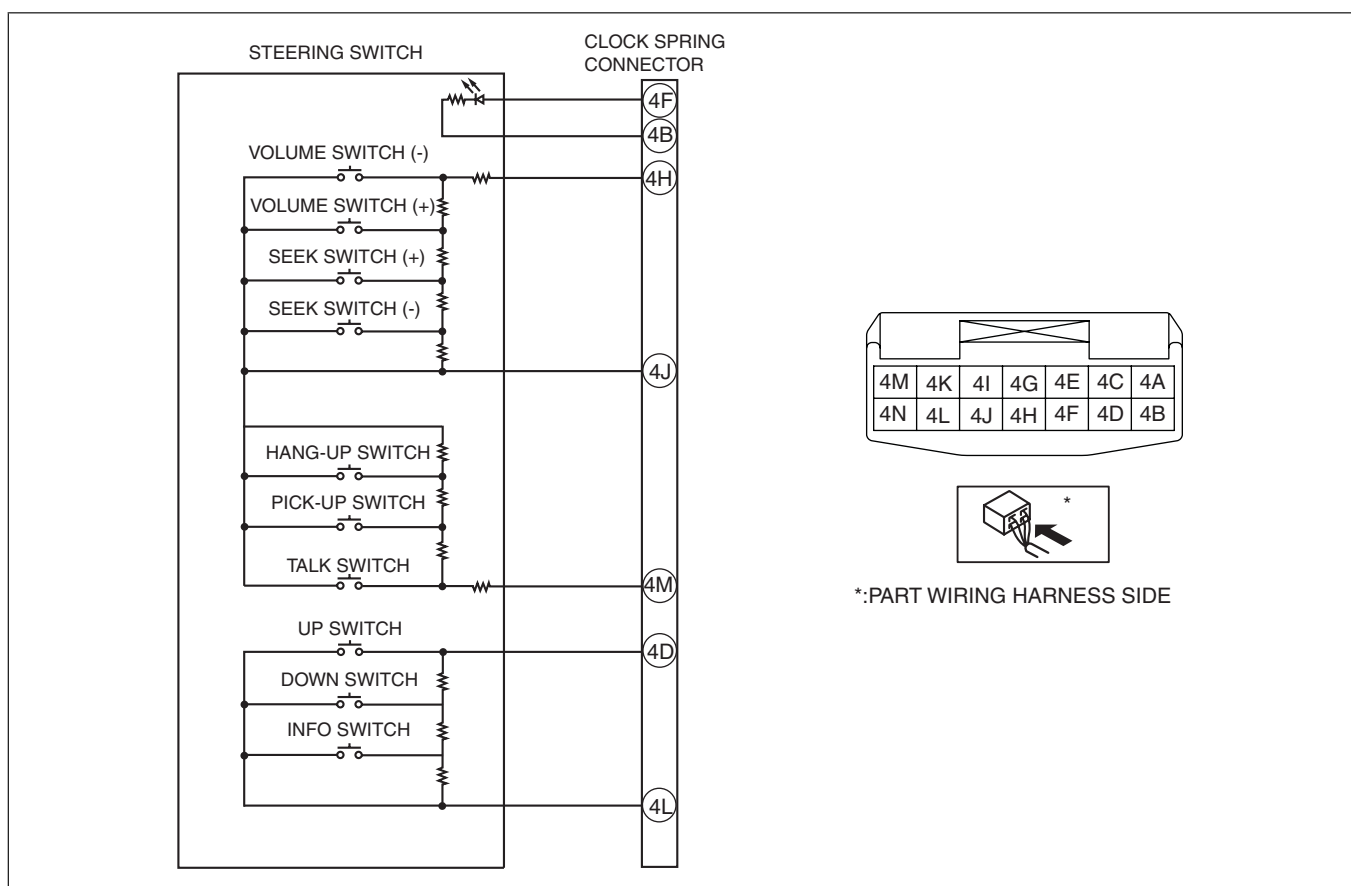 STEERING SWITCH
CLOCK SPRING
CONNECTOR
4F
4B
VOLUME SWITCH (-)
4H
VOLUME SWITCH (+)
SEEK SWITCH (+)
SEEK SWITCH (-)
4J
HANG-UP SWITCH
PICK-UP SWITCH
TALK SWITCH
4M
UP SWITCH
4D
DOWN SWITCH
INFO SWITCH
4L
4M 4K 4I 4G 4E 4C 4A
4N 4L 4J 4H 4F 4D 4B
*
*:PART WIRING HARNESS SIDE